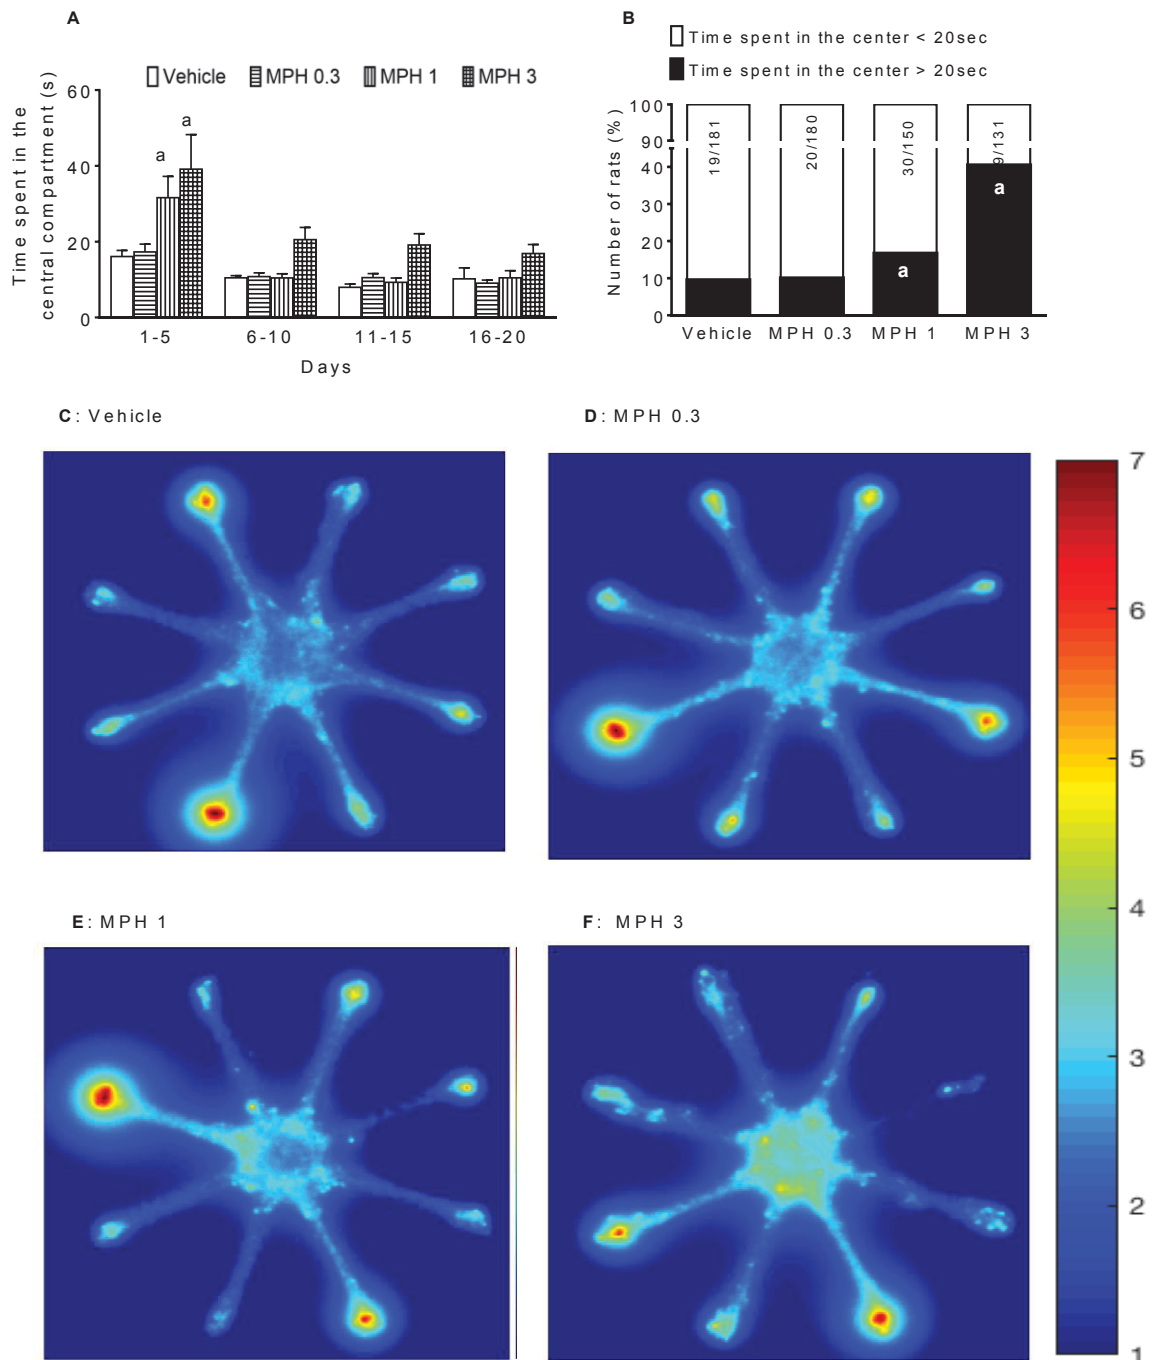 A
Vehicle MPH 0.3 MPH 1 MPH 3
Time spent in the
central compartment (s)
60
40
20
0
a
a
1-5 6-10 11-15 16-20
Days
B
Time spent in the center < 20sec
Time spent in the center > 20sec
Number of rats (%)
100
90
40
30
20
10
0
19/181
20/180
30/150
9/131
a
a
Vehicle MPH 0.3 MPH 1 MPH 3
C: Vehicle
D: MPH 0.3
E: MPH 1
F: MPH 3
7
6
5
4
3
2
1